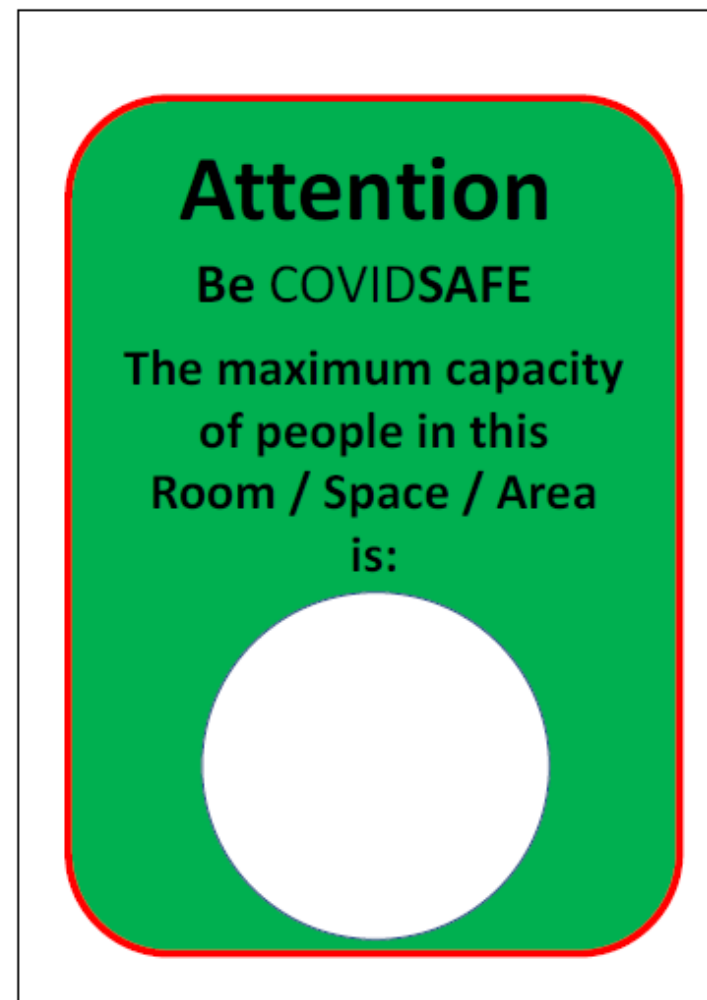 Attention
Be COVIDSAFE
The maximum capacity
of people in this
Room / Space / Area
is: